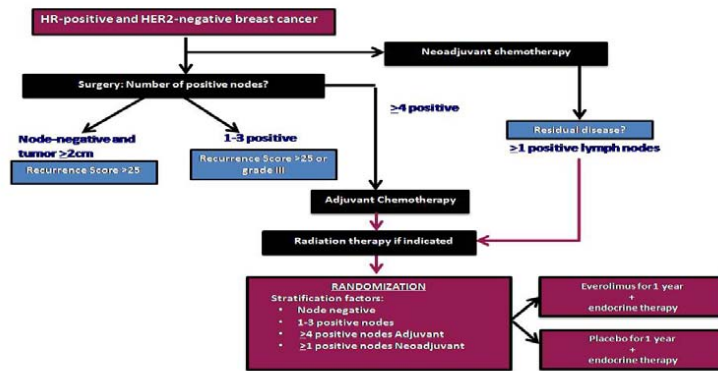 HR-positive and HER2-negative breast cancer
Neoadjuvant chemotherapy
Surgery: Number of positive nodes?
≥4 positive
Node-negative and
tumor ≥2cm
Recurrence Score >25
1-3 positive
Recurrence Score >25 or
grade III
Residual disease?
≥1 positive lymph nodes
Adjuvant Chemotherapy
Radiation therapy if indicated
RANDOMIZATION
Stratification factors:
• Node negative
• 1-3 positive nodes
• ≥4 positive nodes Adjuvant
• ≥1 positive nodes Neoadjuvant
Everolimus for 1 year
+
endocrine therapy
Placebo for 1 year
+
endocrine therapy